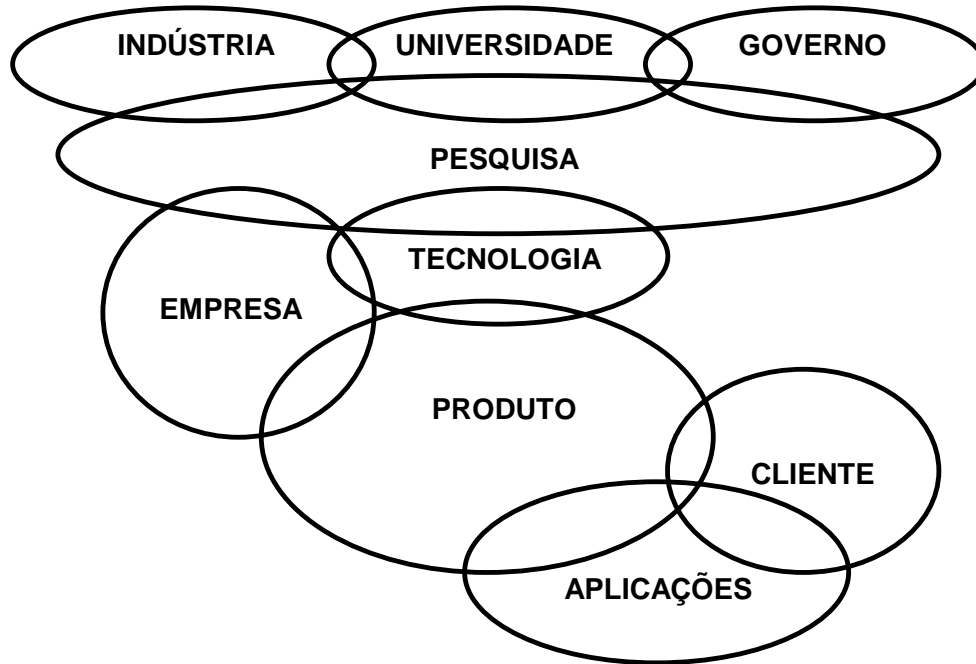 INDÚSTRIA
UNIVERSIDADE
GOVERNO
PESQUISA
TECNOLOGIA
EMPRESA
PRODUTO
CLIENTE
APLICAÇÕES